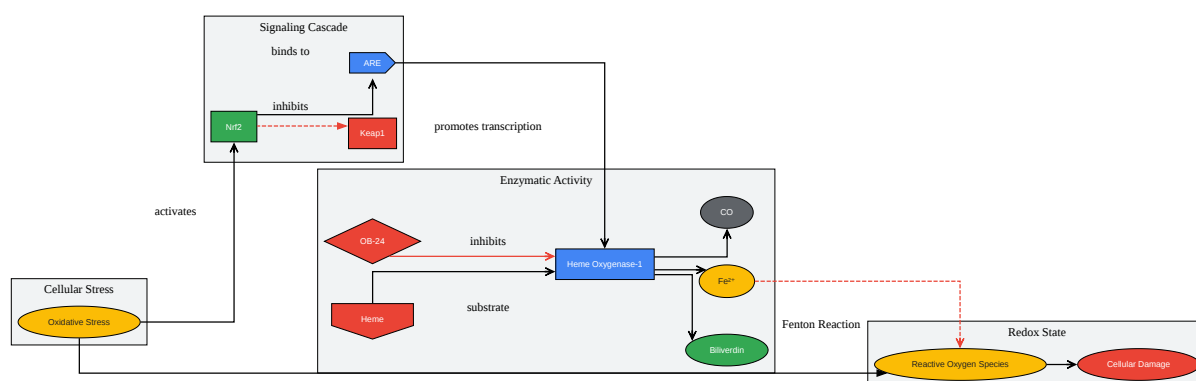 Signaling Cascade
binds to
ARE
inhibits
Nrf2
Keap1
promotes transcription
Enzymatic Activity
activates
CO
OB-24
inhibits
Heme Oxygenase-1
Fe²⁺
Cellular Stress
substrate
Oxidative Stress
Heme
Fenton Reaction
Redox State
Biliverdin
Reactive Oxygen Species
Cellular Damage